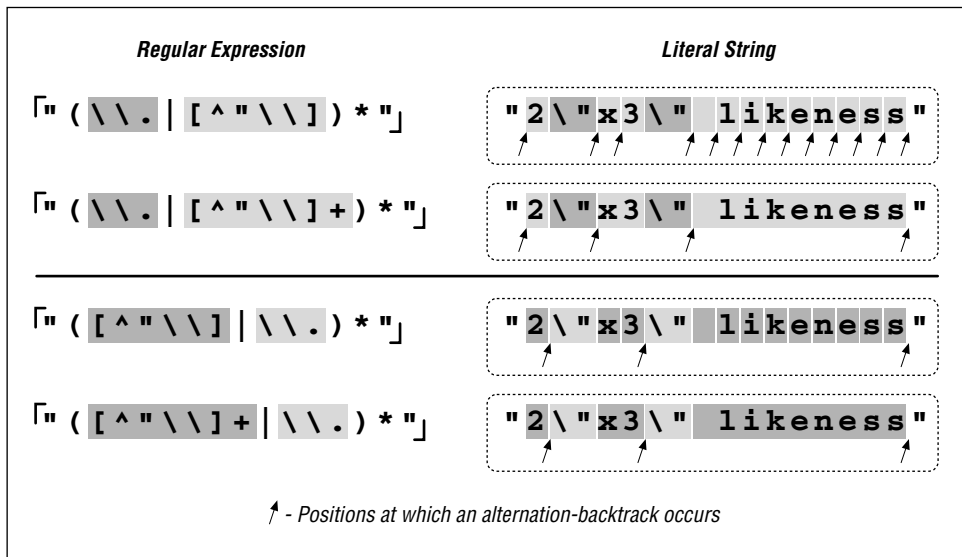 Regular Expression Literal String
「"(\\.|[^"\\])*"」 "2\"x3\" likeness"
「"(\\.|[^"\\]+)*"」 "2\"x3\" likeness"
「"([^"\\]|\\.)*"」 "2\"x3\" likeness"
「"([^"\\]+|\\.)*"」 "2\"x3\" likeness"
- Positions at which an alternation-backtrack occurs